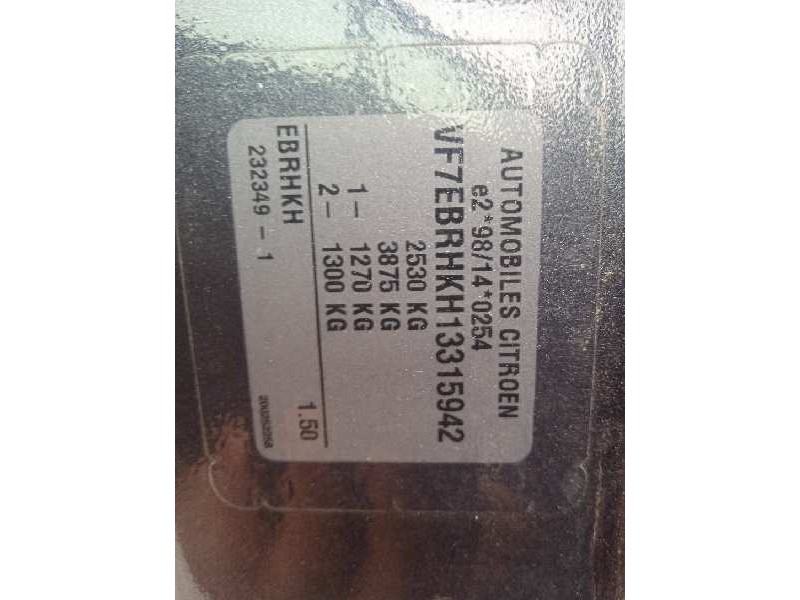 AUTOMOBILES CITROEN
e2*98/14*0254
VF7EBRHKH13315942
2530 KG
3875 KG
1- 1270 KG
2- 1300 KG
1.50
EBRHKH
232349-1